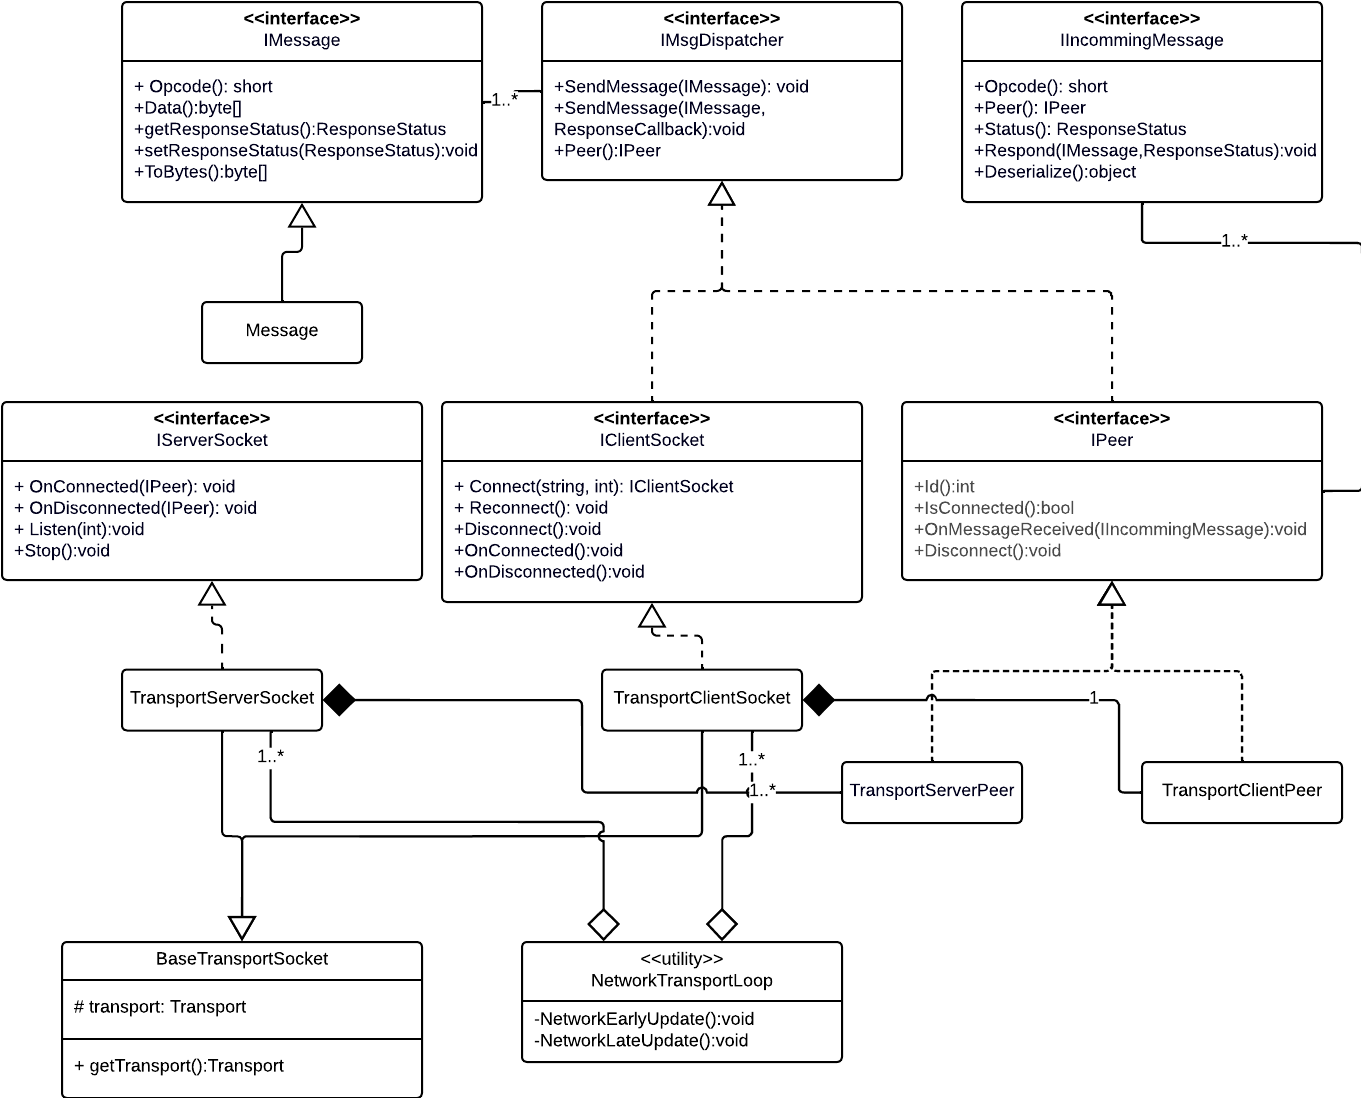 <<interface>>
IMessage
+ Opcode(): short
+Data():byte[]
+getResponseStatus():ResponseStatus
+setResponseStatus(ResponseStatus):void
+ToBytes():byte[]
1..*
<<interface>>
IMsgDispatcher
+SendMessage(IMessage): void
+SendMessage(IMessage,
ResponseCallback):void
+Peer():IPeer
<<interface>>
IIncommingMessage
+Opcode(): short
+Peer(): IPeer
+Status(): ResponseStatus
+Respond(IMessage,ResponseStatus):void
+Deserialize():object
1..*
Message
<<interface>>
IServerSocket
+ OnConnected(IPeer): void
+ OnDisconnected(IPeer): void
+ Listen(int):void
+Stop():void
<<interface>>
IClientSocket
+ Connect(string, int): IClientSocket
+ Reconnect(): void
+Disconnect():void
+OnConnected():void
+OnDisconnected():void
<<interface>>
IPeer
+Id():int
+IsConnected():bool
+OnMessageReceived(IIncommingMessage):void
+Disconnect():void
TransportServerSocket
TransportClientSocket
1
1..*
1..*
1..*
TransportServerPeer
TransportClientPeer
BaseTransportSocket
# transport: Transport
+ getTransport():Transport
<<utility>>
NetworkTransportLoop
-NetworkEarlyUpdate():void
-NetworkLateUpdate():void